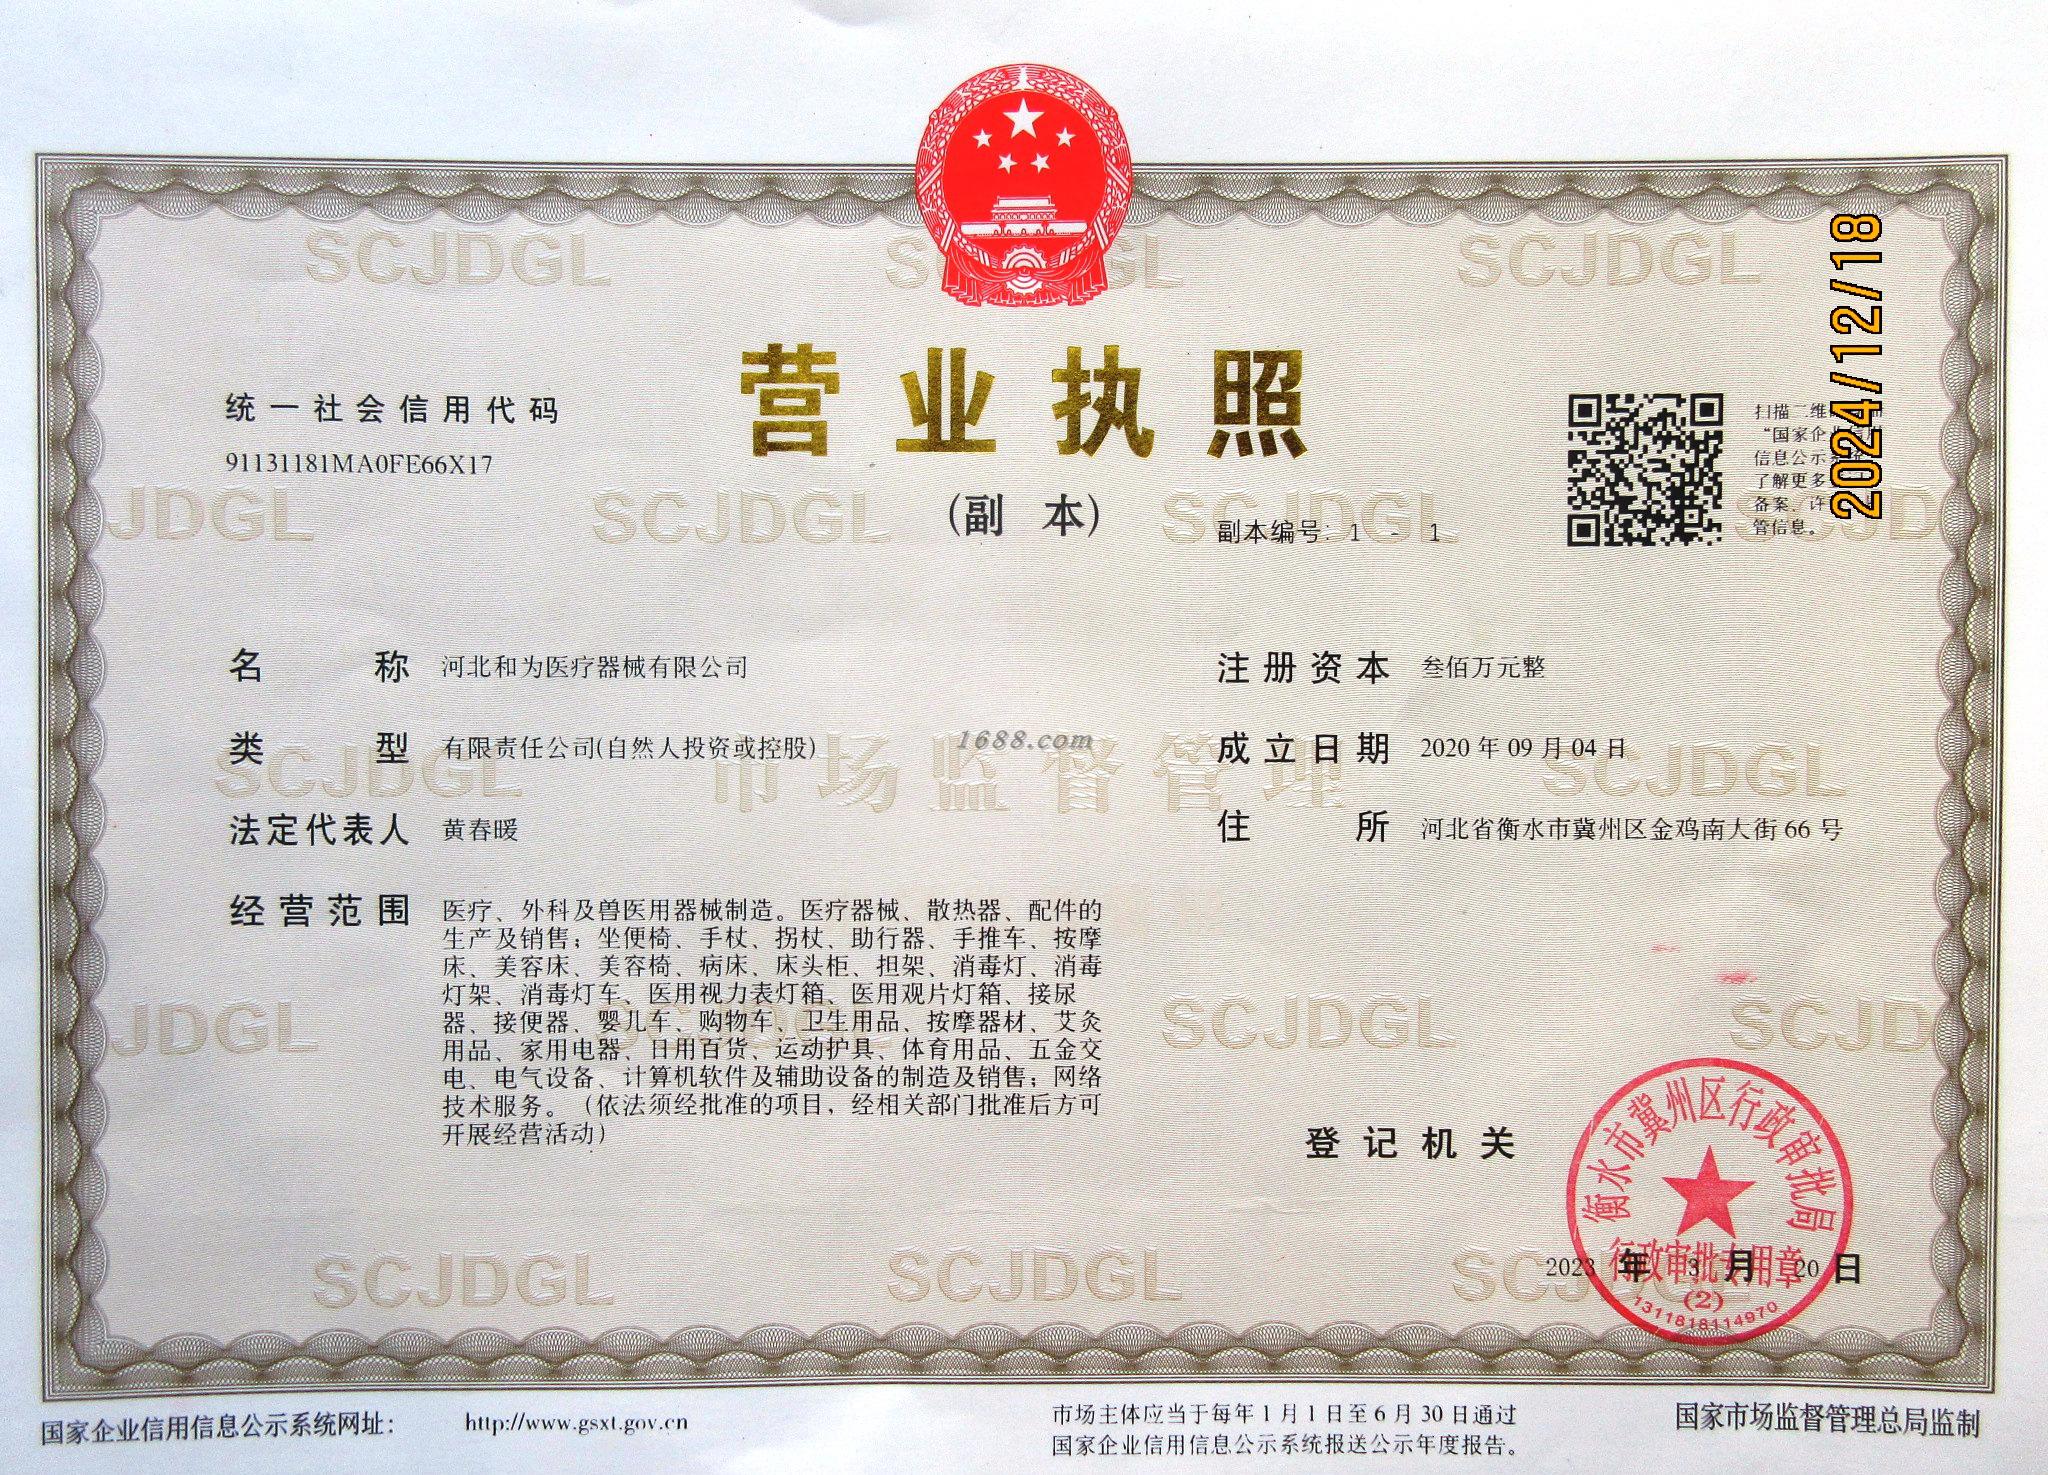 2024/12/18
营业执照
(副 本)
副本编号：1 - 1
统一社会信用代码
91131181MA0FE66X17
扫描二维
“国家企业信用
信息公示系统
了解更多
备案、许
管信息。
名 称 河北和为医疗器械有限公司
类 型 有限责任公司(自然人投资或控股)
法定代表人 黄春暖
经营范围 医疗、外科及兽医用器械制造。医疗器械、散热器、配件的
生产及销售；坐便椅、手杖、拐杖、助行器、手推车、按摩
床、美容床、美容椅、病床、床头柜、担架、消毒灯、消毒
灯架、消毒灯车、医用视力表灯箱、医用观片灯箱、接尿
器、接便器、婴儿车、购物车、卫生用品、按摩器材、艾灸
用品、家用电器、日用百货、运动护具、体育用品、五金交
电、电气设备、计算机软件及辅助设备的制造及销售；网络
技术服务。（依法须经批准的项目，经相关部门批准后方可
开展经营活动）
注册资本 叁佰万元整
成立日期 2020 年 09 月 04 日
住 所 河北省衡水市冀州区金鸡南大街 66 号
1688.com
市场监督管理
SCJDGL
登记机关
衡水市冀州区行政审批局
行政审批专用章
(2)
1311818114970
2023 年 3 月 20 日
国家企业信用信息公示系统网址： http://www.gsxt.gov.cn
市场主体应当于每年 1 月 1 日至 6 月 30 日通过
国家企业信用信息公示系统报送公示年度报告。
国家市场监督管理总局监制